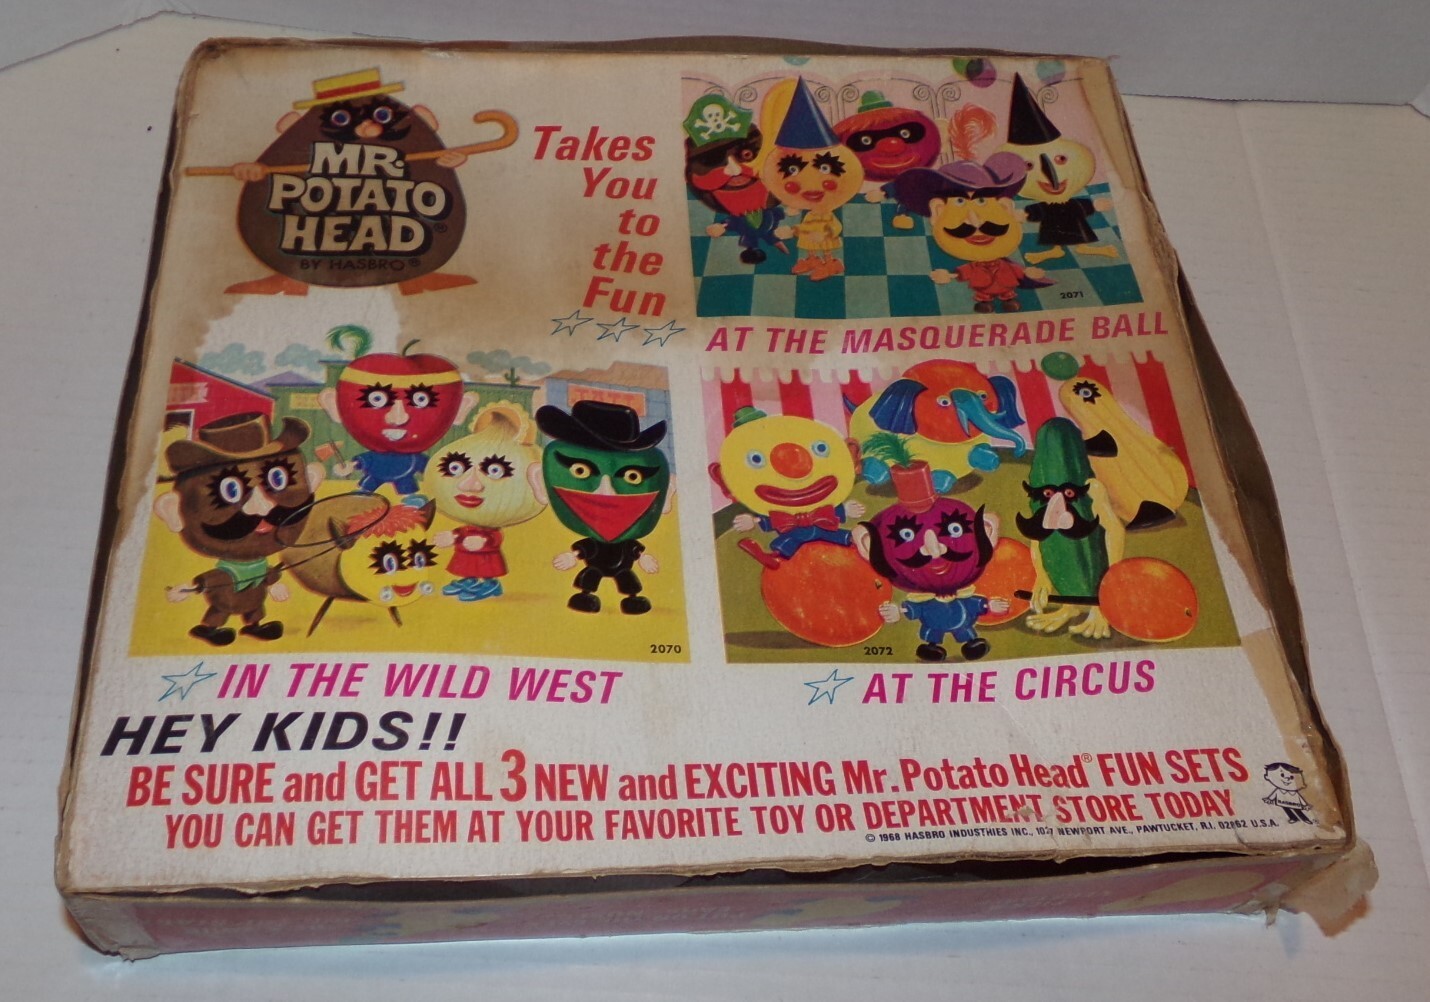 MR.
POTATO
HEAD®
BY HASBRO®
Takes
You
to
the
Fun
2071
AT THE MASQUERADE BALL
2070
IN THE WILD WEST
2072
AT THE CIRCUS
HEY KIDS!!
BE SURE and GET ALL 3 NEW and EXCITING Mr. Potato Head® FUN SETS
YOU CAN GET THEM AT YOUR FAVORITE TOY OR DEPARTMENT STORE TODAY
© 1968 HASBRO INDUSTRIES INC., 1027 NEWPORT AVE., PAWTUCKET, R.I. 02862 U.S.A.
HASBRO